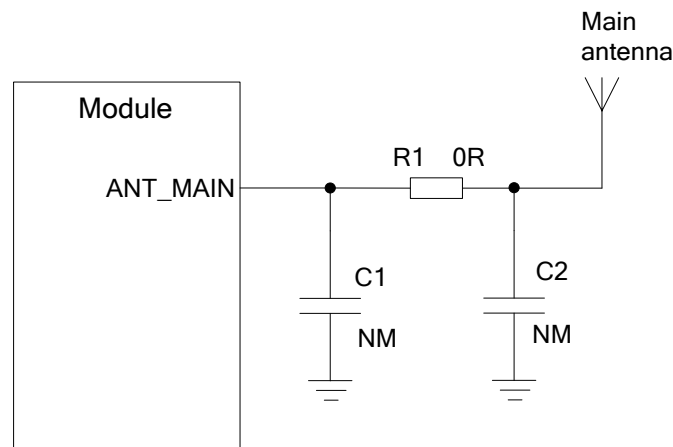 Main
antenna
Module
R1 0R
ANT_MAIN
C1
NM
C2
NM